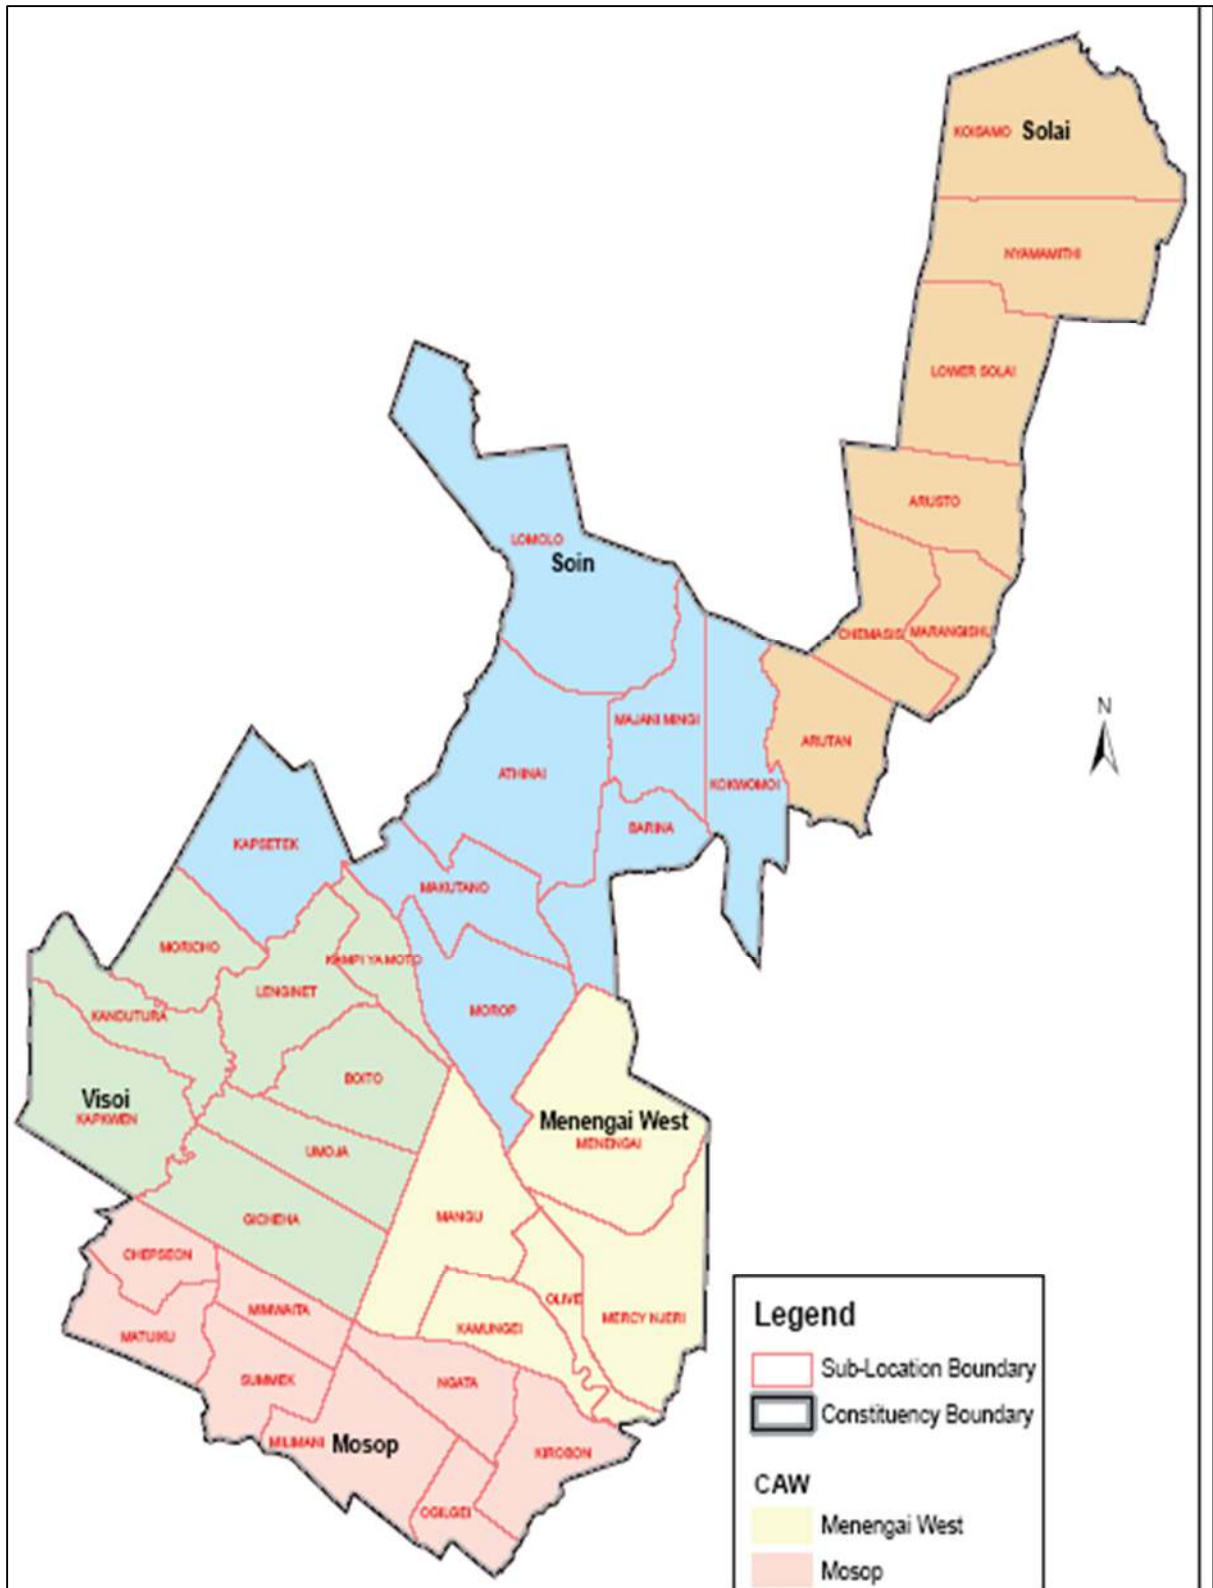 KOISAMO
Solai
NYAMAMITHI
LOWER SOLAI
ARUSTO
LOMOLO
Soin
CHEMASIS
MARANGISHU
MAJANI MINGI
ARUTAN
N
ATHINAI
KOKWOMOI
BARINA
KAPSETEK
MAKUTANO
MORICHO
KAMPI YA MOTO
LENGINET
MOROP
KANDUTURA
BOITO
Visoi
KAPKWEN
Menengai West
MENENGAI
UMOJA
GICHEHA
MANGU
CHEPSEON
OLIVE
MIMWAITA
MERCY NJERI
KAMUNGEI
MATUIKU
SUMMEK
NGATA
MILIMANI
Mosop
KIROBON
OGILGEI
Legend
Sub-Location Boundary
Constituency Boundary
CAW
Menengai West
Mosop